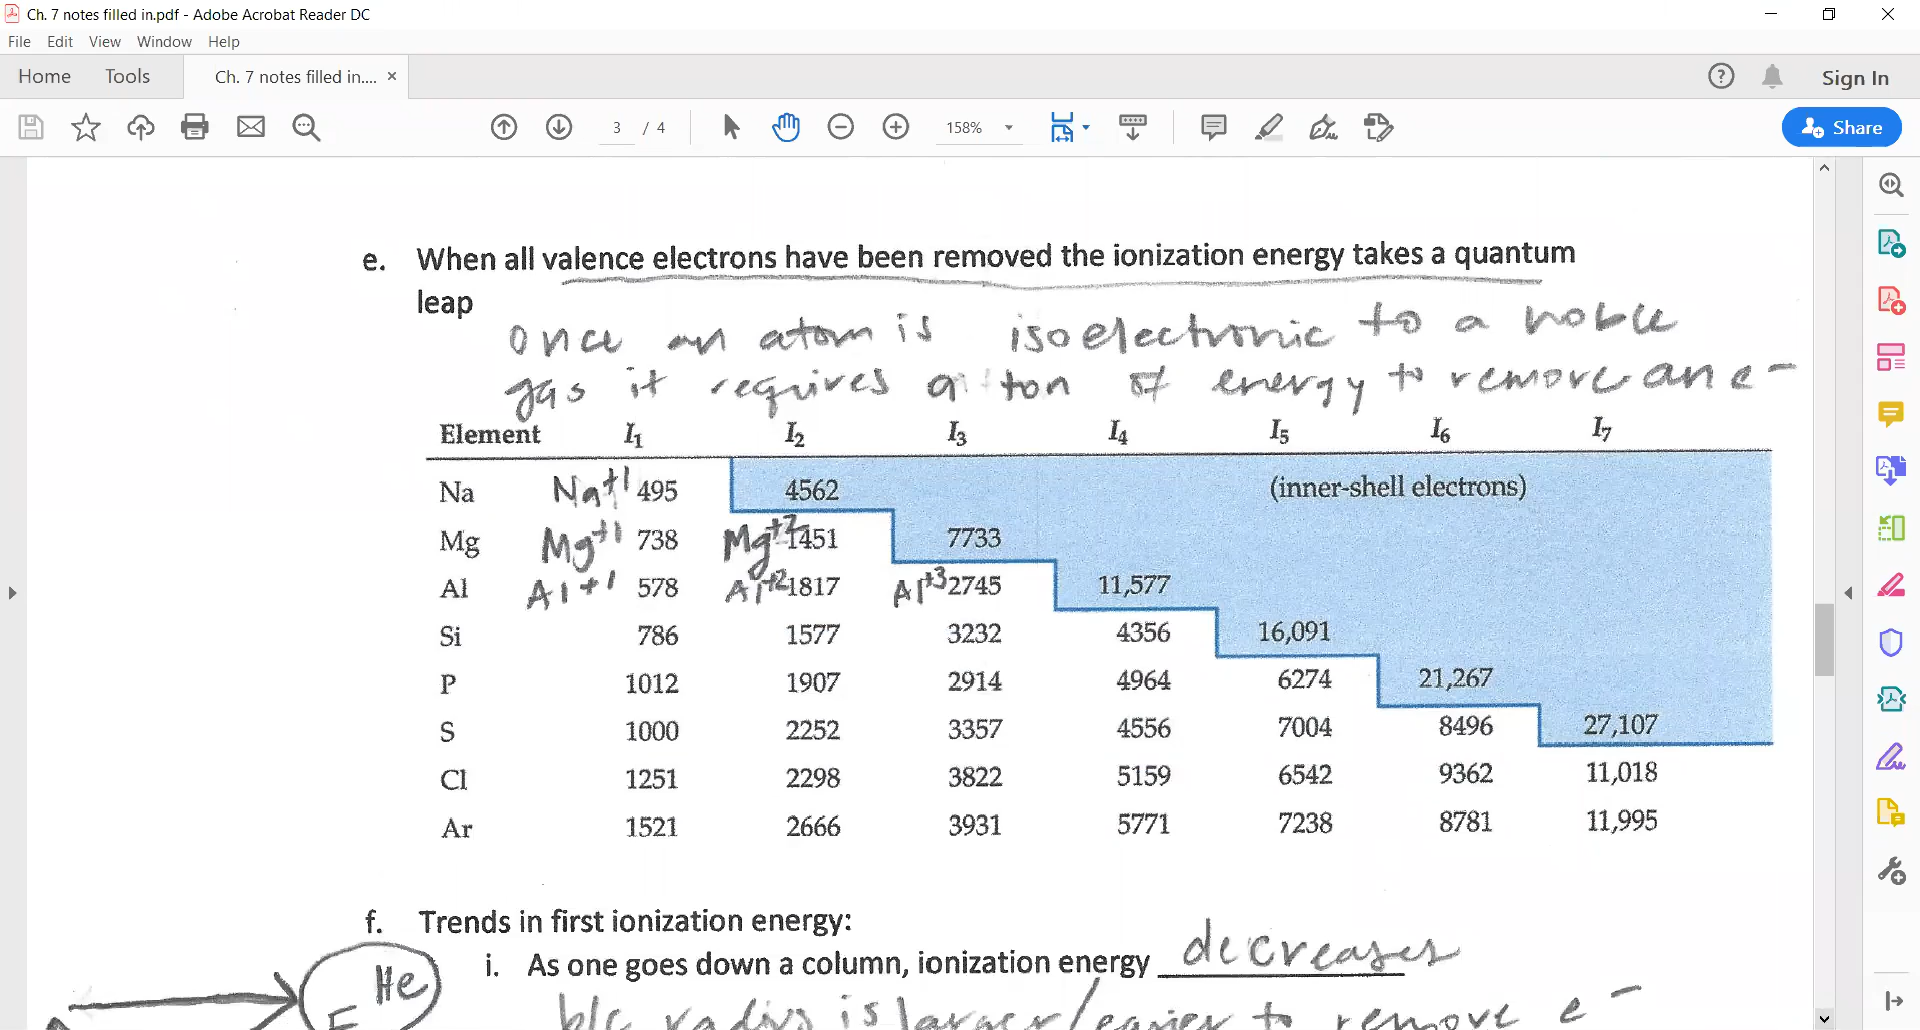 Ch. 7 notes filled in.pdf - Adobe Acrobat Reader DC
File Edit View Window Help
Home Tools Ch. 7 notes filled in.... × Sign In
3 / 4 158% Share
e. When all valence electrons have been removed the ionization energy takes a quantum
leap
once an atom is isoelectronic to a noble
gas it requires a ton of energy to remove an e-
Element I1 I2 I3 I4 I5 I6 I7
Na Na+1 495 4562 (inner-shell electrons)
Mg Mg+1 738 Mg+2 1451 7733
Al Al+1 578 Al+2 1817 Al+3 2745 11,577
Si 786 1577 3232 4356 16,091
P 1012 1907 2914 4964 6274 21,267
S 1000 2252 3357 4556 7004 8496 27,107
Cl 1251 2298 3822 5159 6542 9362 11,018
Ar 1521 2666 3931 5771 7238 8781 11,995
f. Trends in first ionization energy:
i. As one goes down a column, ionization energy decreases
He
F b/c radius is larger/easier to remove e-